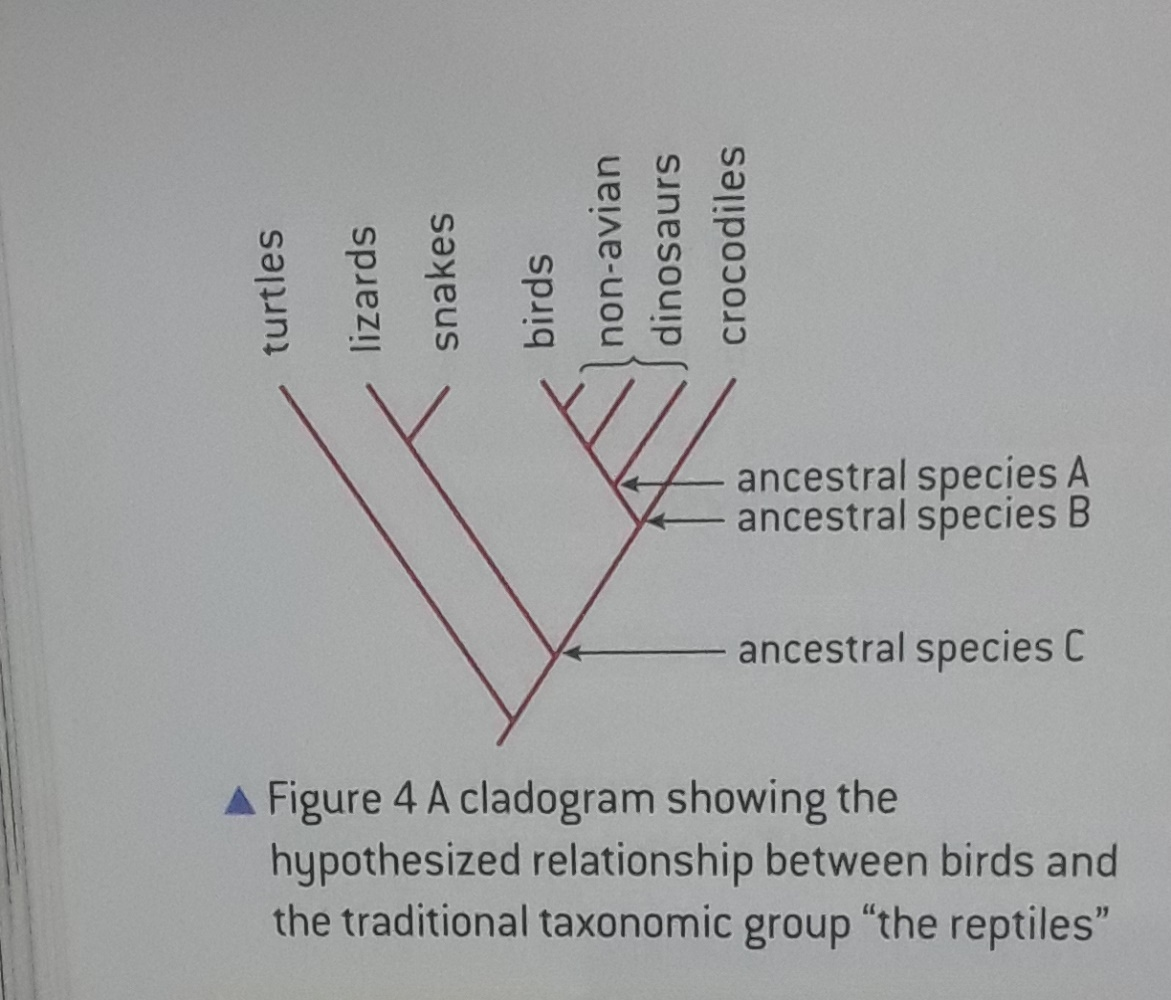 turtles
lizards
snakes
birds
non-avian
dinosaurs
crocodiles
ancestral species A
ancestral species B
ancestral species C
▲ Figure 4 A cladogram showing the
hypothesized relationship between birds and
the traditional taxonomic group “the reptiles”